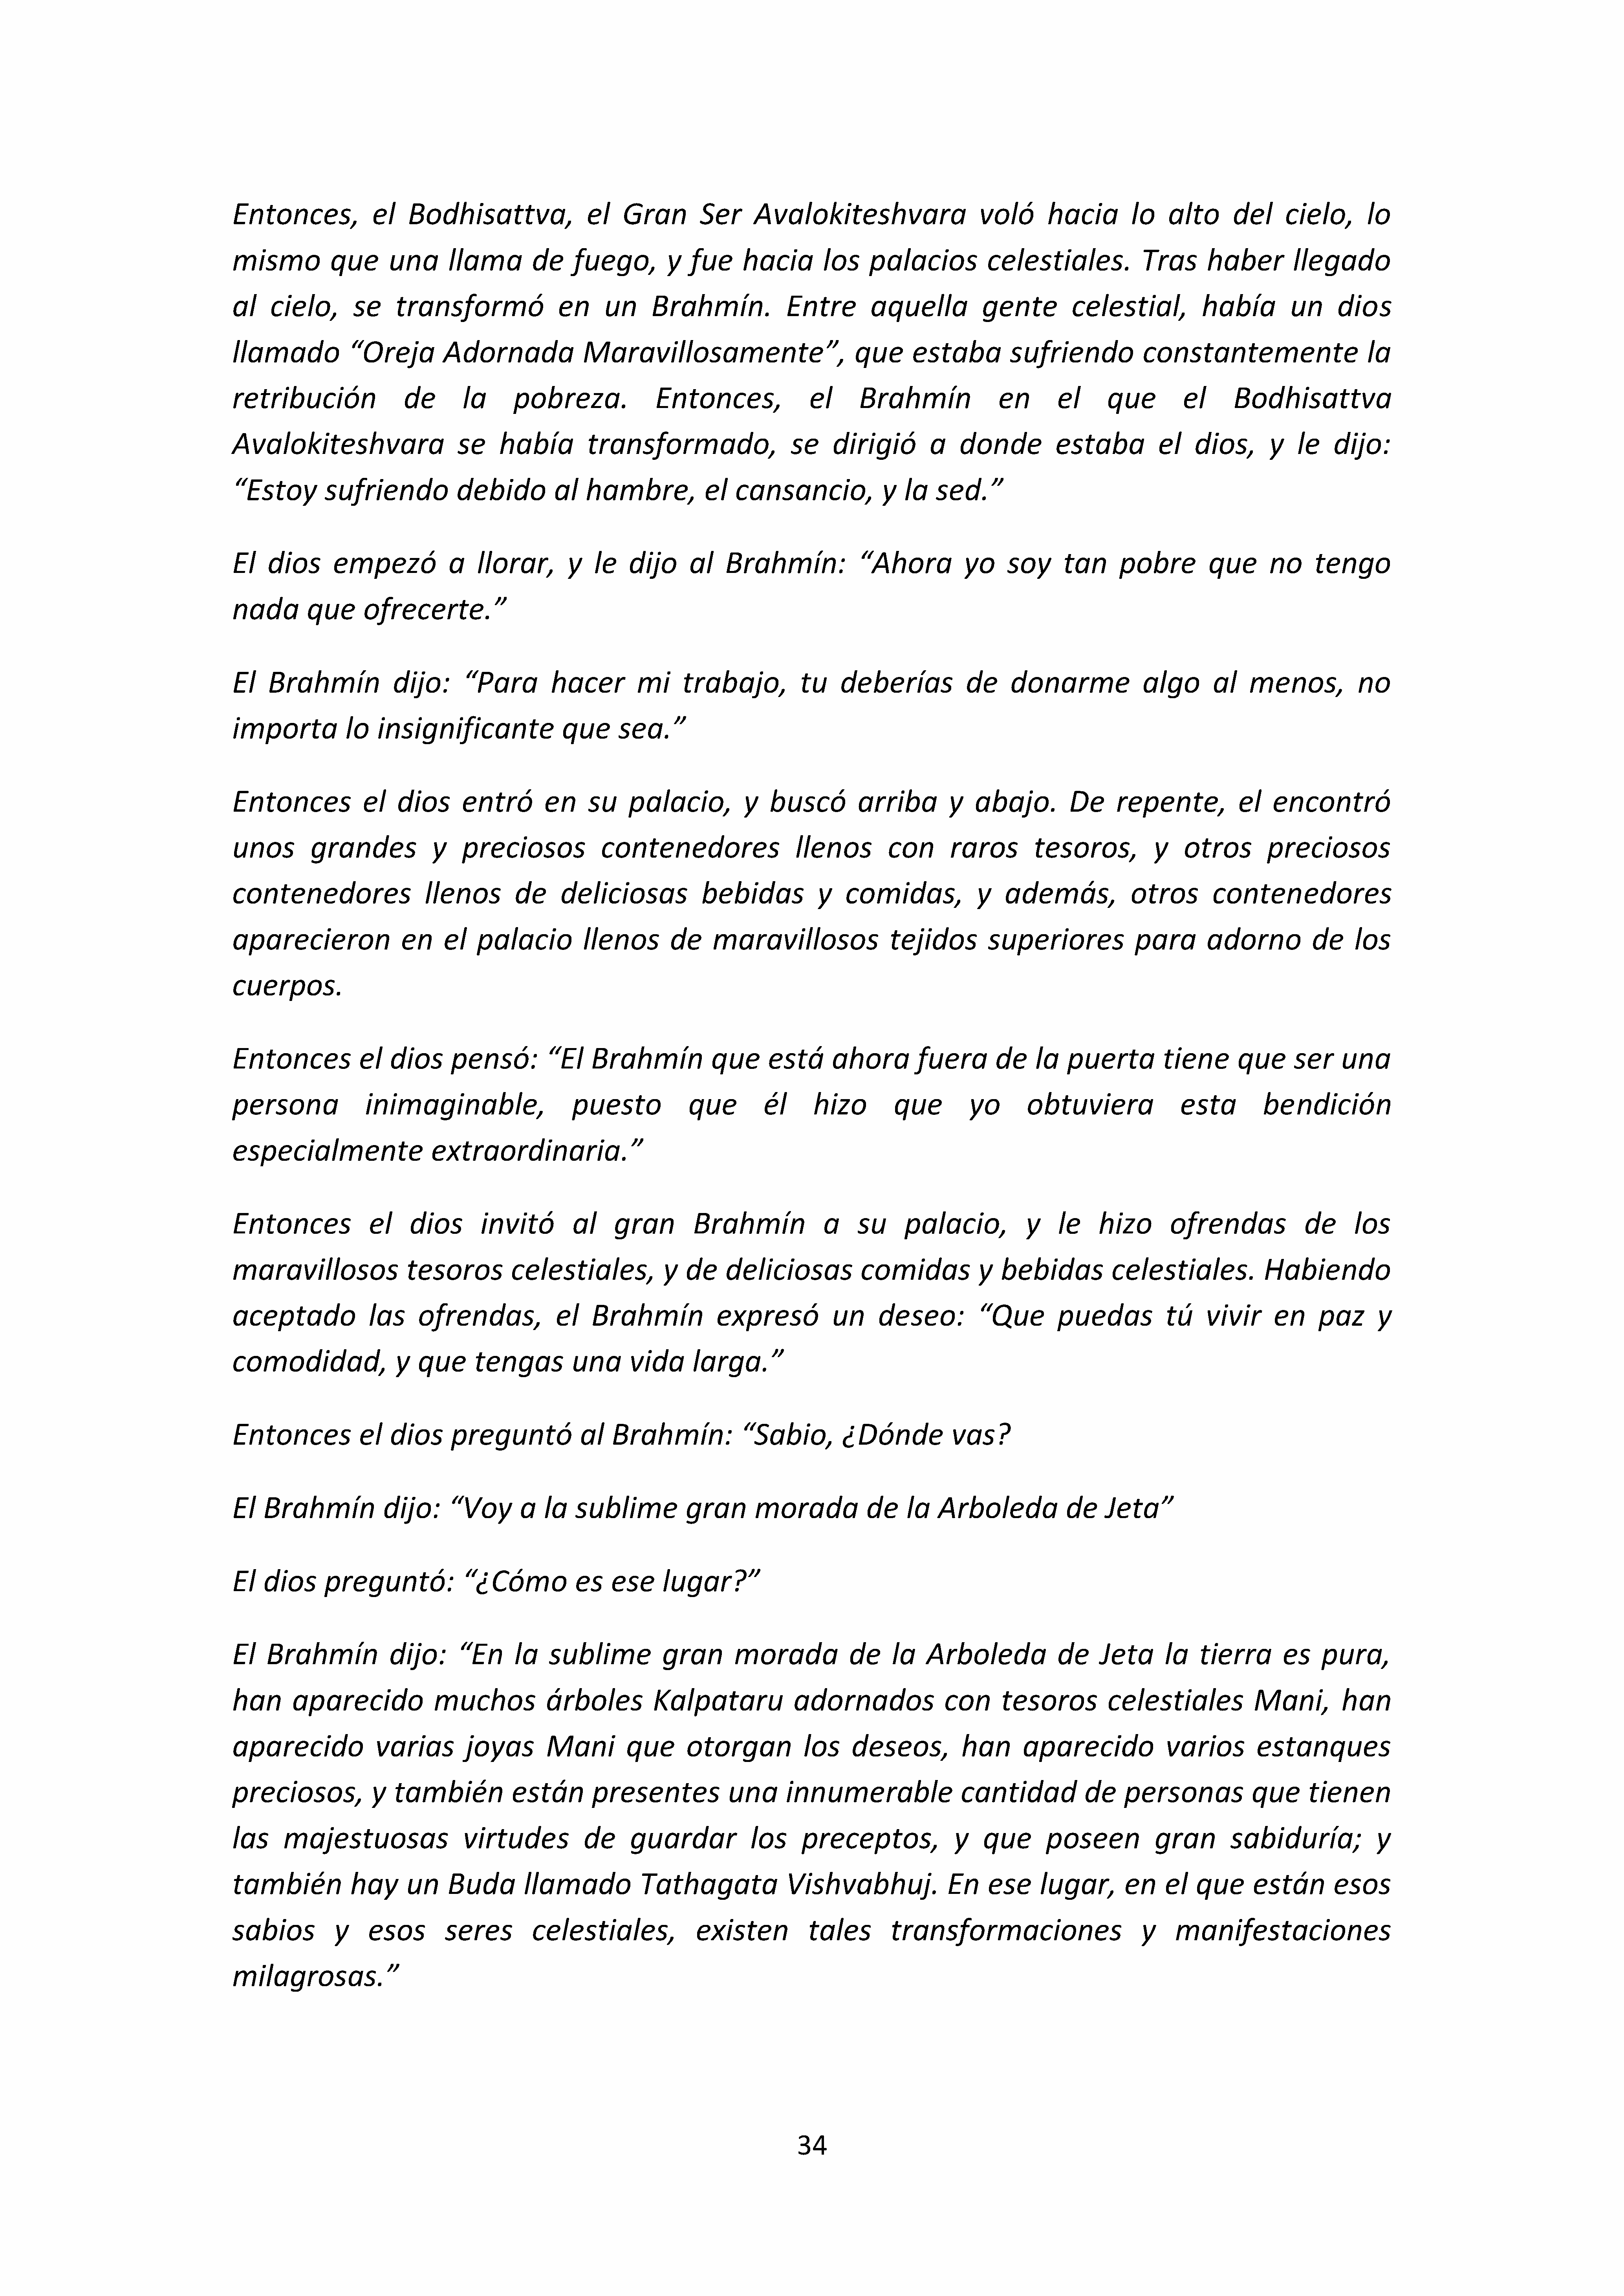 Entonces, el Bodhisattva, el Gran Ser Avalokiteshvara voló hacia lo alto del cielo, lo
mismo que una llama de fuego, y fue hacia los palacios celestiales. Tras haber llegado
al cielo, se transformó en un Brahmín. Entre aquella gente celestial, había un dios
llamado “Oreja Adornada Maravillosamente”, que estaba sufriendo constantemente la
retribución de la pobreza. Entonces, el Brahmín en el que el Bodhisattva
Avalokiteshvara se había transformado, se dirigió a donde estaba el dios, y le dijo:
“Estoy sufriendo debido al hambre, el cansancio, y la sed.”
El dios empezó a llorar, y le dijo al Brahmín: “Ahora yo soy tan pobre que no tengo
nada que ofrecerte.”
El Brahmín dijo: “Para hacer mi trabajo, tu deberías de donarme algo al menos, no
importa lo insignificante que sea.”
Entonces el dios entró en su palacio, y buscó arriba y abajo. De repente, el encontró
unos grandes y preciosos contenedores llenos con raros tesoros, y otros preciosos
contenedores llenos de deliciosas bebidas y comidas, y además, otros contenedores
aparecieron en el palacio llenos de maravillosos tejidos superiores para adorno de los
cuerpos.
Entonces el dios pensó: “El Brahmín que está ahora fuera de la puerta tiene que ser una
persona inimaginable, puesto que él hizo que yo obtuviera esta bendición
especialmente extraordinaria.”
Entonces el dios invitó al gran Brahmín a su palacio, y le hizo ofrendas de los
maravillosos tesoros celestiales, y de deliciosas comidas y bebidas celestiales. Habiendo
aceptado las ofrendas, el Brahmín expresó un deseo: “Que puedas tú vivir en paz y
comodidad, y que tengas una vida larga.”
Entonces el dios preguntó al Brahmín: “Sabio, ¿Dónde vas?
El Brahmín dijo: “Voy a la sublime gran morada de la Arboleda de Jeta”
El dios preguntó: “¿Cómo es ese lugar?”
El Brahmín dijo: “En la sublime gran morada de la Arboleda de Jeta la tierra es pura,
han aparecido muchos árboles Kalpataru adornados con tesoros celestiales Mani, han
aparecido varias joyas Mani que otorgan los deseos, han aparecido varios estanques
preciosos, y también están presentes una innumerable cantidad de personas que tienen
las majestuosas virtudes de guardar los preceptos, y que poseen gran sabiduría; y
también hay un Buda llamado Tathagata Vishvabhuj. En ese lugar, en el que están esos
sabios y esos seres celestiales, existen tales transformaciones y manifestaciones
milagrosas.”
34